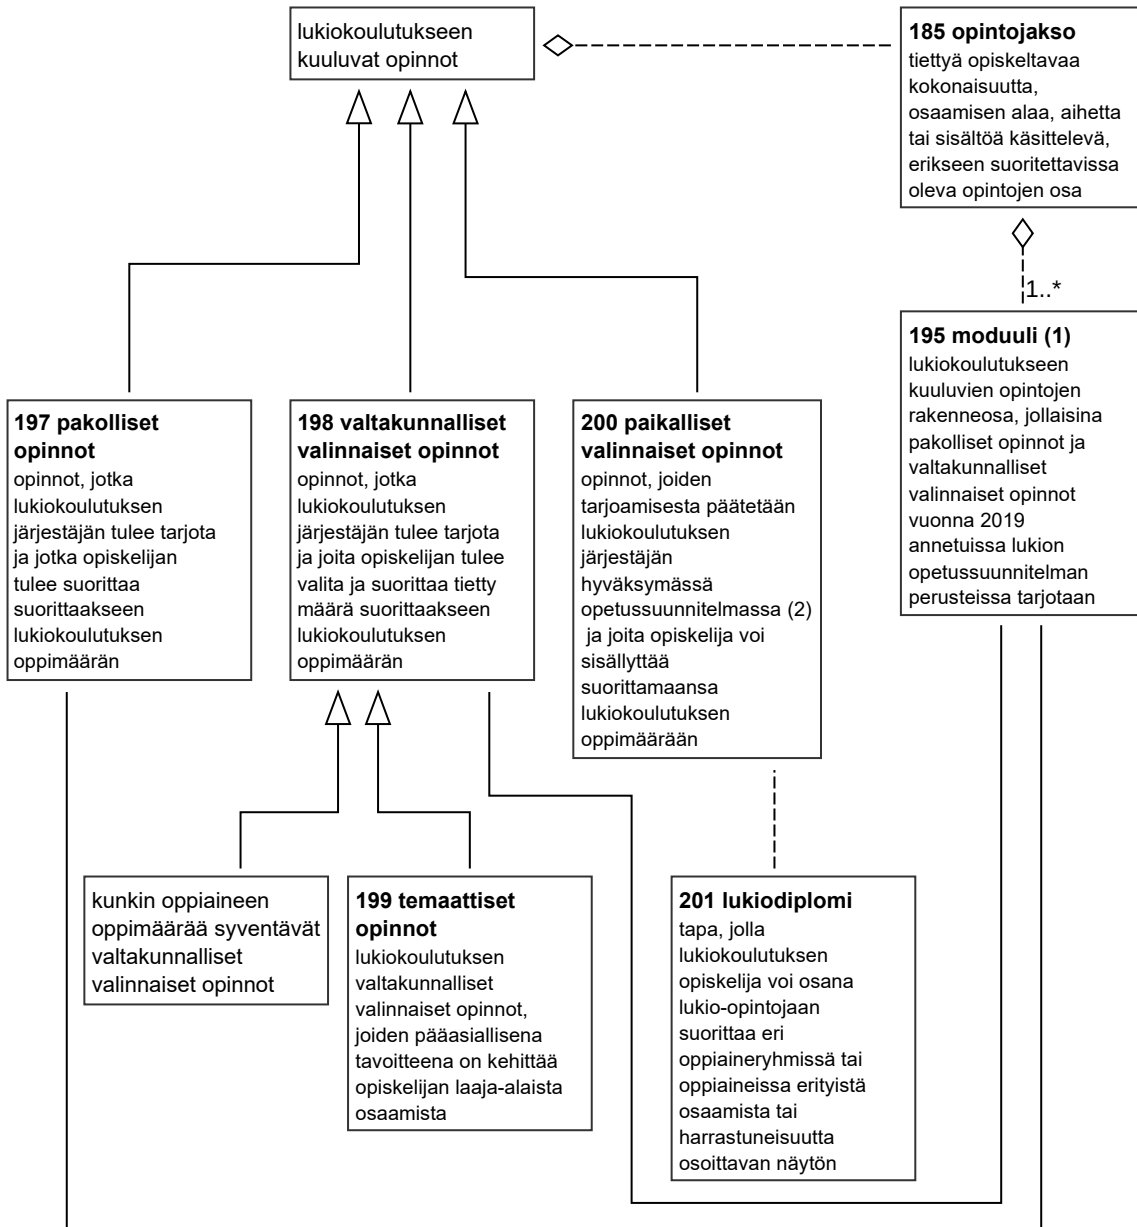 lukiokoulutukseen
kuuluvat opinnot
185 opintojakso
tiettyä opiskeltavaa
kokonaisuutta,
osaamisen alaa, aihetta
tai sisältöä käsittelevä,
erikseen suoritettavissa
oleva opintojen osa
1..*
195 moduuli (1)
lukiokoulutukseen
kuuluvien opintojen
rakenneosa, jollaisina
pakolliset opinnot ja
valtakunnalliset
valinnaiset opinnot
vuonna 2019
annetuissa lukion
opetussuunnitelman
perusteissa tarjotaan
197 pakolliset
opinnot
opinnot, jotka
lukiokoulutuksen
järjestäjän tulee tarjota
ja jotka opiskelijan
tulee suorittaa
suorittaakseen
lukiokoulutuksen
oppimäärän
198 valtakunnalliset
valinnaiset opinnot
opinnot, jotka
lukiokoulutuksen
järjestäjän tulee tarjota
ja joita opiskelijan tulee
valita ja suorittaa tietty
määrä suorittaakseen
lukiokoulutuksen
oppimäärän
200 paikalliset
valinnaiset opinnot
opinnot, joiden
tarjoamisesta päätetään
lukiokoulutuksen
järjestäjän
hyväksymässä
opetussuunnitelmassa (2)
ja joita opiskelija voi
sisällyttää
suorittamaansa
lukiokoulutuksen
oppimäärään
kunkin oppiaineen
oppimäärää syventävät
valtakunnalliset
valinnaiset opinnot
199 temaattiset
opinnot
lukiokoulutuksen
valtakunnalliset
valinnaiset opinnot,
joiden pääasiallisena
tavoitteena on kehittää
opiskelijan laaja-alaista
osaamista
201 lukiodiplomi
tapa, jolla
lukiokoulutuksen
opiskelija voi osana
lukio-opintojaan
suorittaa eri
oppiaineryhmissä tai
oppiaineissa erityistä
osaamista tai
harrastuneisuutta
osoittavan näytön